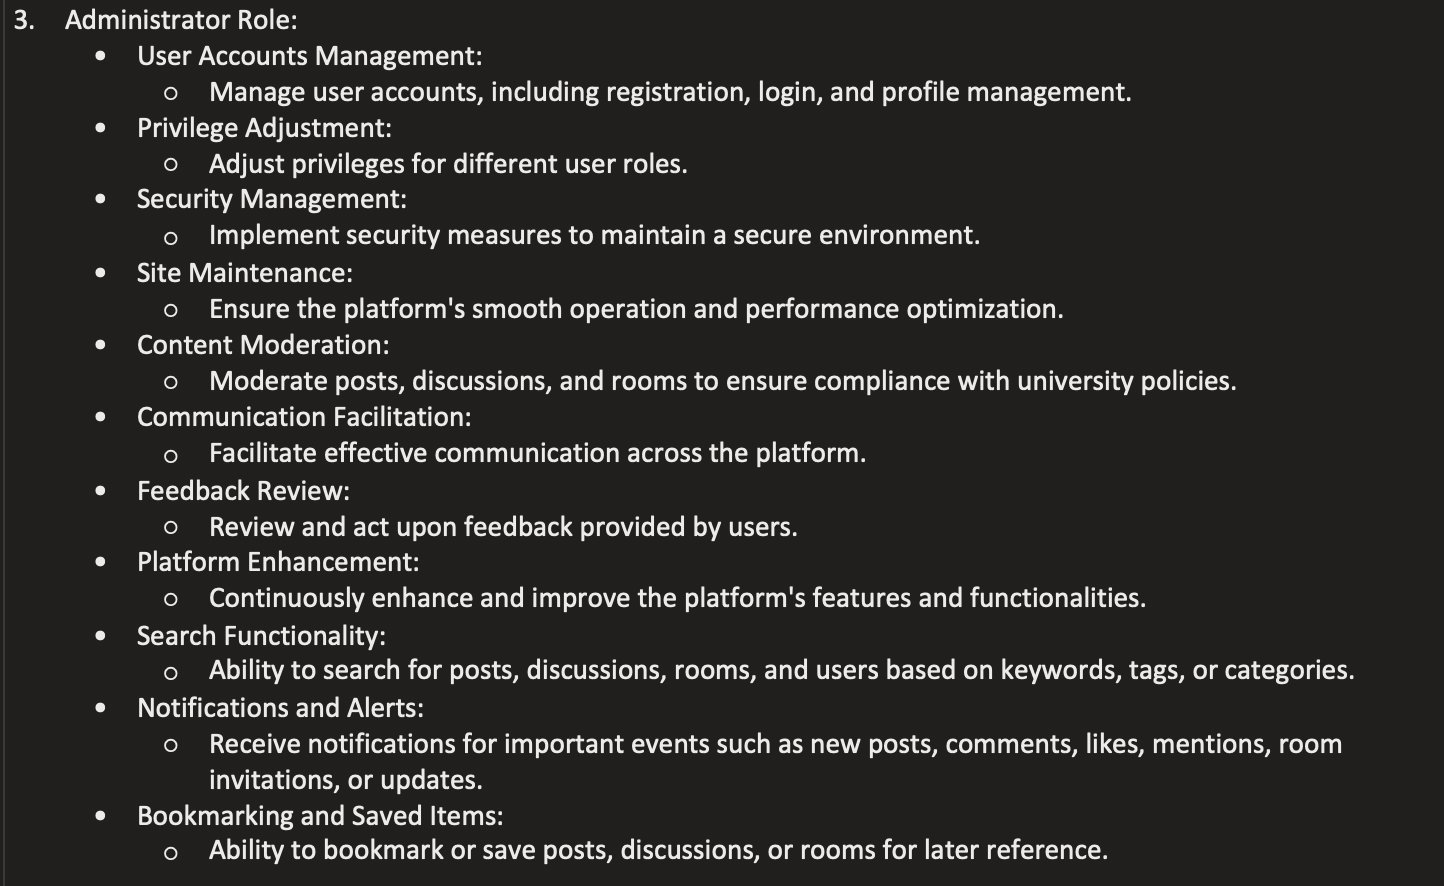 3. Administrator Role:
• User Accounts Management:
○ Manage user accounts, including registration, login, and profile management.
• Privilege Adjustment:
○ Adjust privileges for different user roles.
• Security Management:
○ Implement security measures to maintain a secure environment.
• Site Maintenance:
○ Ensure the platform's smooth operation and performance optimization.
• Content Moderation:
○ Moderate posts, discussions, and rooms to ensure compliance with university policies.
• Communication Facilitation:
○ Facilitate effective communication across the platform.
• Feedback Review:
○ Review and act upon feedback provided by users.
• Platform Enhancement:
○ Continuously enhance and improve the platform's features and functionalities.
• Search Functionality:
○ Ability to search for posts, discussions, rooms, and users based on keywords, tags, or categories.
• Notifications and Alerts:
○ Receive notifications for important events such as new posts, comments, likes, mentions, room
invitations, or updates.
• Bookmarking and Saved Items:
○ Ability to bookmark or save posts, discussions, or rooms for later reference.